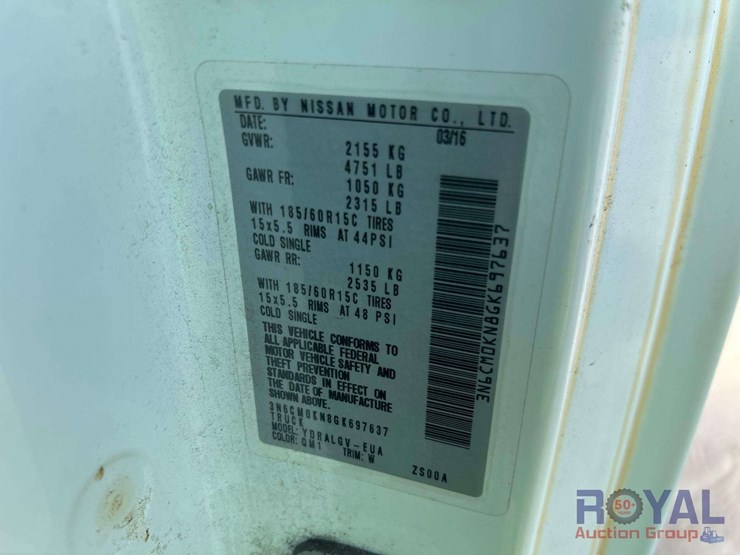 MFD. BY NISSAN MOTOR CO., LTD.
DATE: 03/16
GVWR: 2155 KG
4751 LB
GAWR FR: 1050 KG
2315 LB
WITH 185/60R15C TIRES
15x5.5 RIMS AT 44PSI
COLD SINGLE
GAWR RR: 1150 KG
2535 LB
WITH 185/60R15C TIRES
15x5.5 RIMS AT 48 PSI
COLD SINGLE
THIS VEHICLE CONFORMS TO
ALL APPLICABLE FEDERAL
MOTOR VEHICLE SAFETY AND
THEFT PREVENTION
STANDARDS IN EFFECT ON
THE DATE OF MANUFACTURE
SHOWN ABOVE.
3N6CM0KN8GK697637
TRUCK
MODEL: YDRALGV-EUA
COLOR: QM1 TRIM: W ZS00A
3N6CM0KN8GK697637
ROYAL
50+
Auction Group